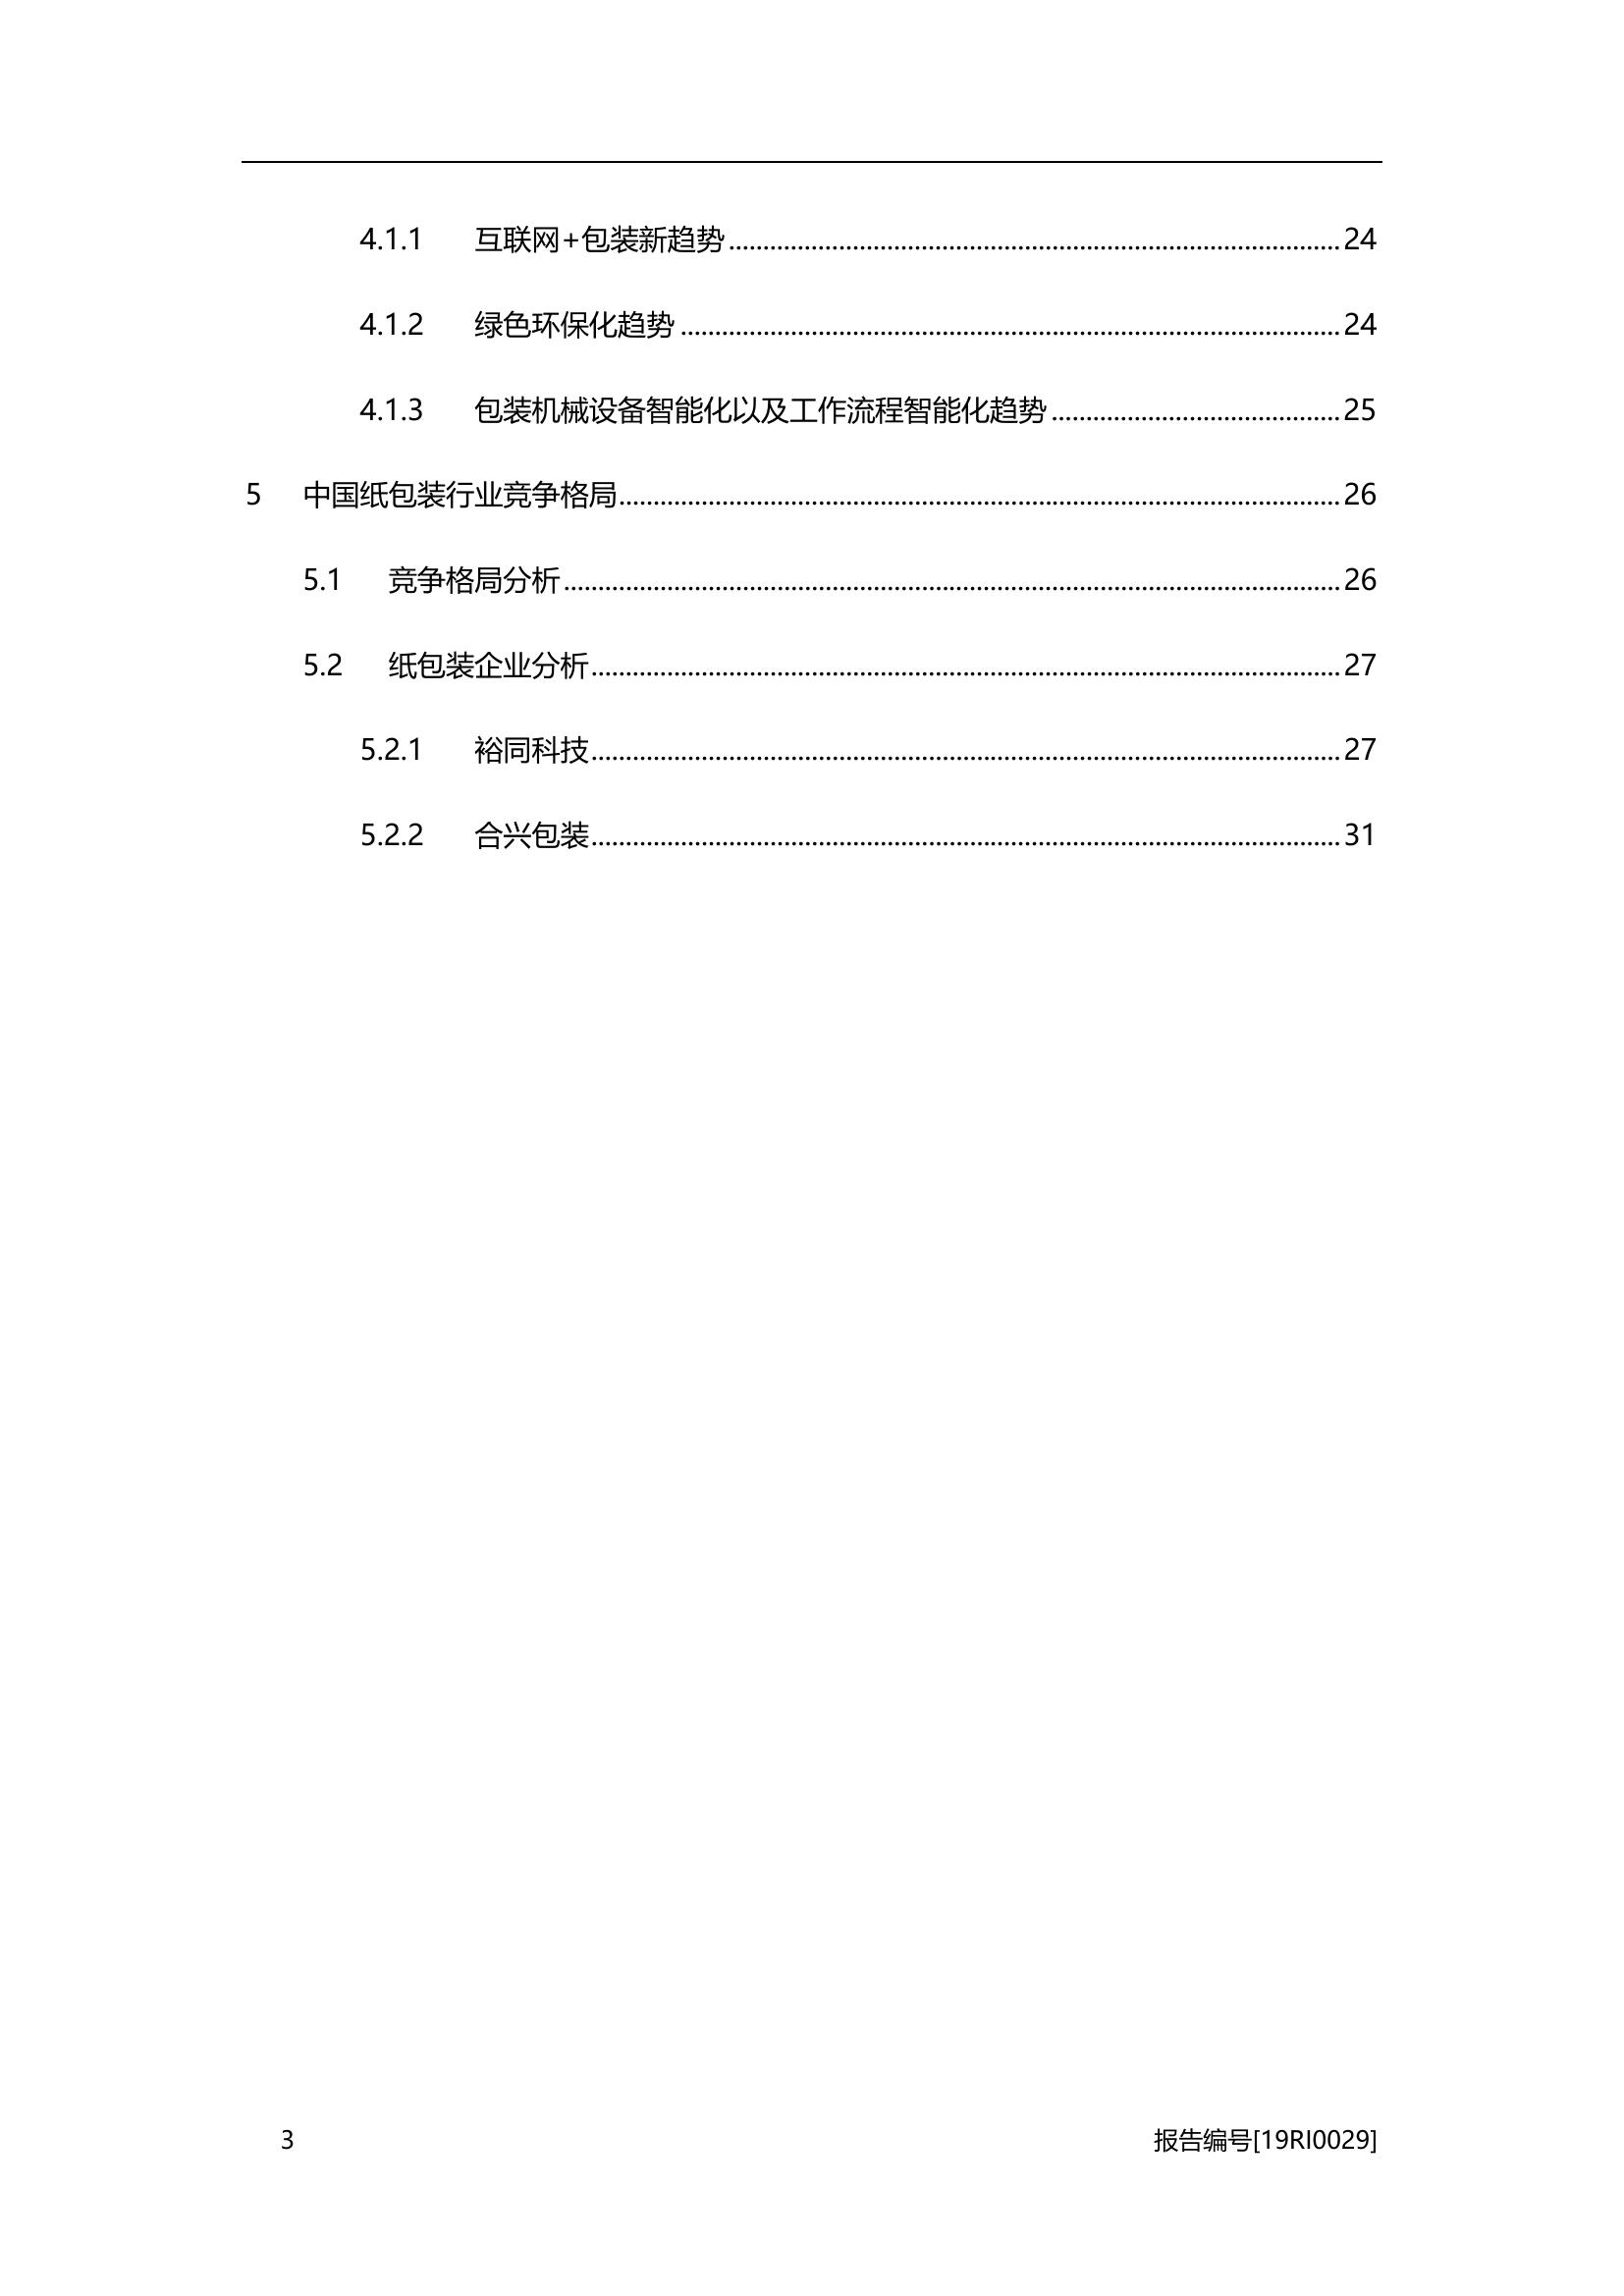 4.1.1 互联网+包装新趋势 24
4.1.2 绿色环保化趋势 24
4.1.3 包装机械设备智能化以及工作流程智能化趋势 25
5 中国纸包装行业竞争格局 26
5.1 竞争格局分析 26
5.2 纸包装企业分析 27
5.2.1 裕同科技 27
5.2.2 合兴包装 31
3 报告编号[19RI0029]